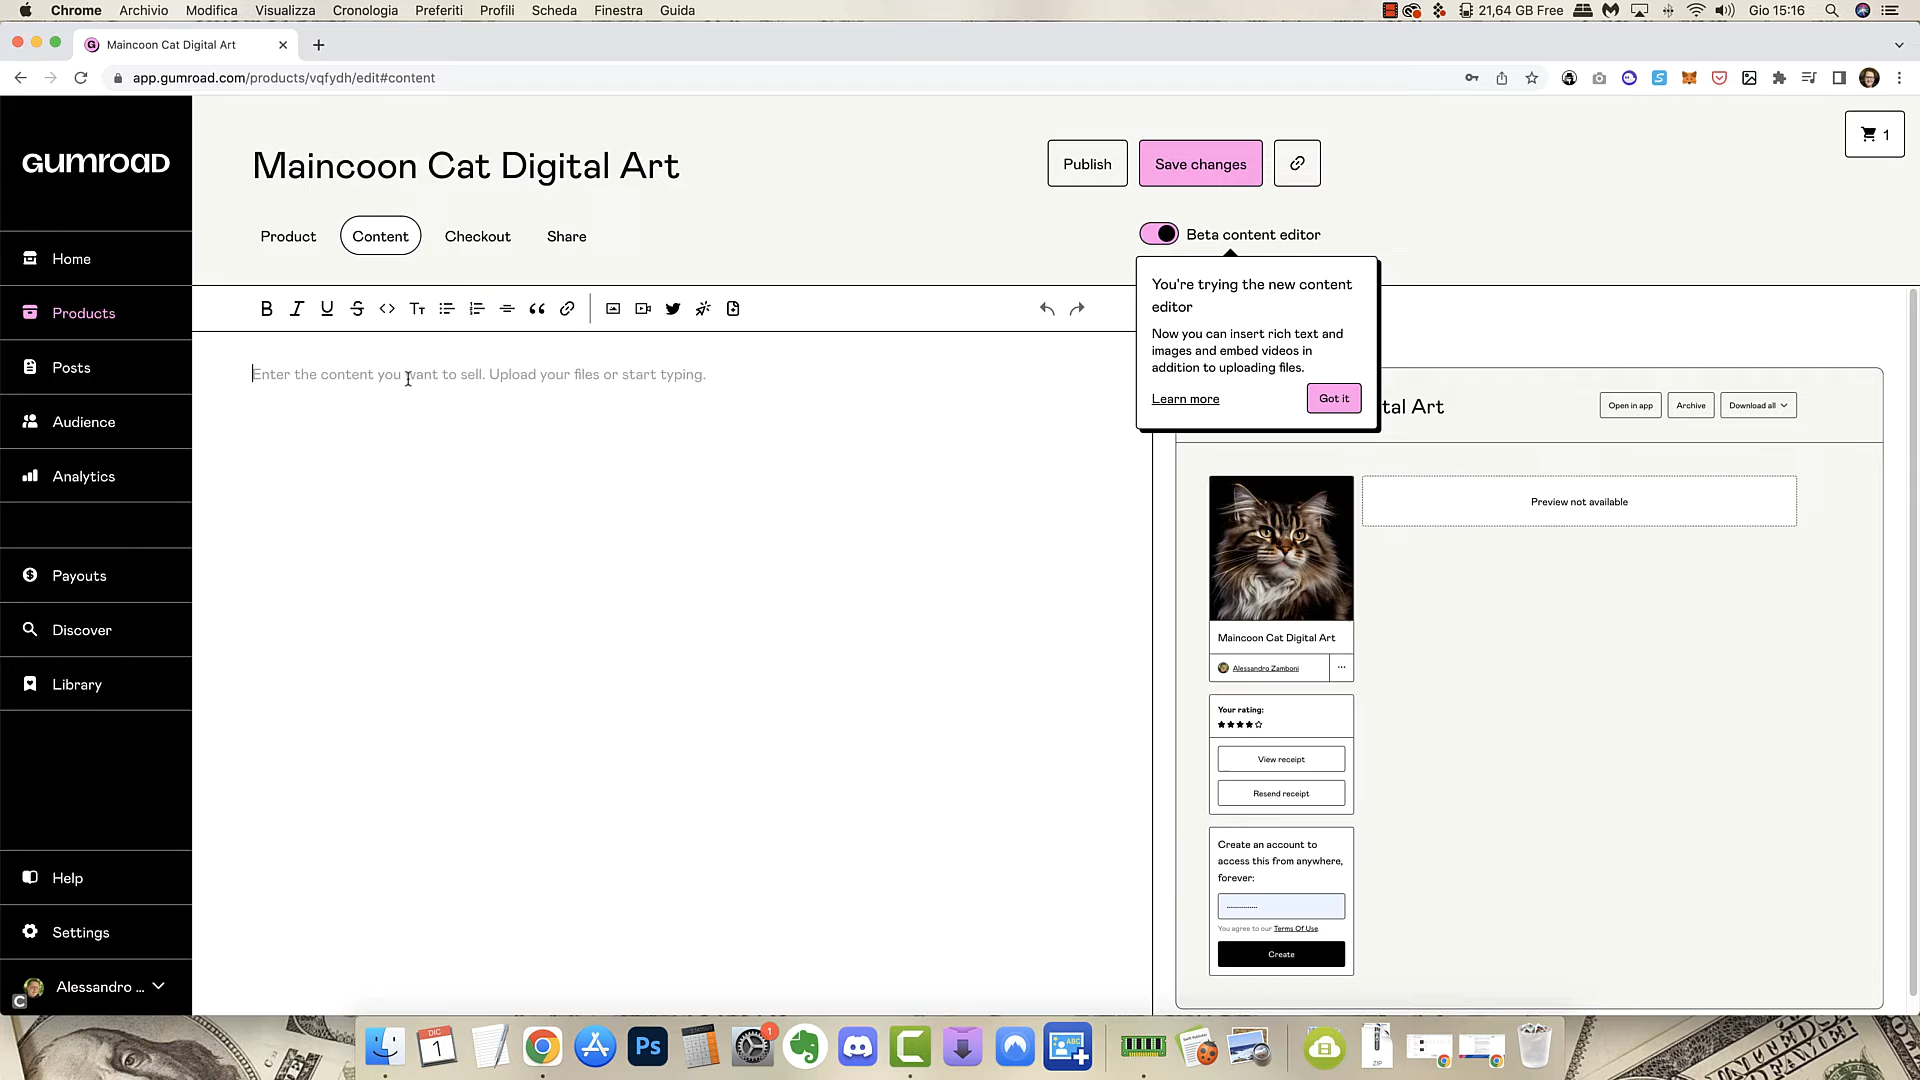 Chrome Archivio Modifica Visualizza Cronologia Preferiti Profili Scheda Finestra Guida 21,64 GB Free Gio 15:16
Maincoon Cat Digital Art
app.gumroad.com/products/vqfydh/edit#content
GUMROAD
Home
Products
Posts
Audience
Analytics
Payouts
Discover
Library
Help
Settings
Alessandro ...
Maincoon Cat Digital Art
Publish
Save changes
1
Product
Content
Checkout
Share
Beta content editor
You're trying the new content
editor
Now you can insert rich text and
images and embed videos in
addition to uploading files.
Learn more
Got it
Enter the content you want to sell. Upload your files or start typing.
tal Art
Open in app
Archive
Download all
Preview not available
Maincoon Cat Digital Art
Alessandro Zamboni
Your rating:
View receipt
Resend receipt
Create an account to
access this from anywhere,
forever:
You agree to our Terms Of Use.
Create
DIC
1
Ps
1
ABC
ZIP